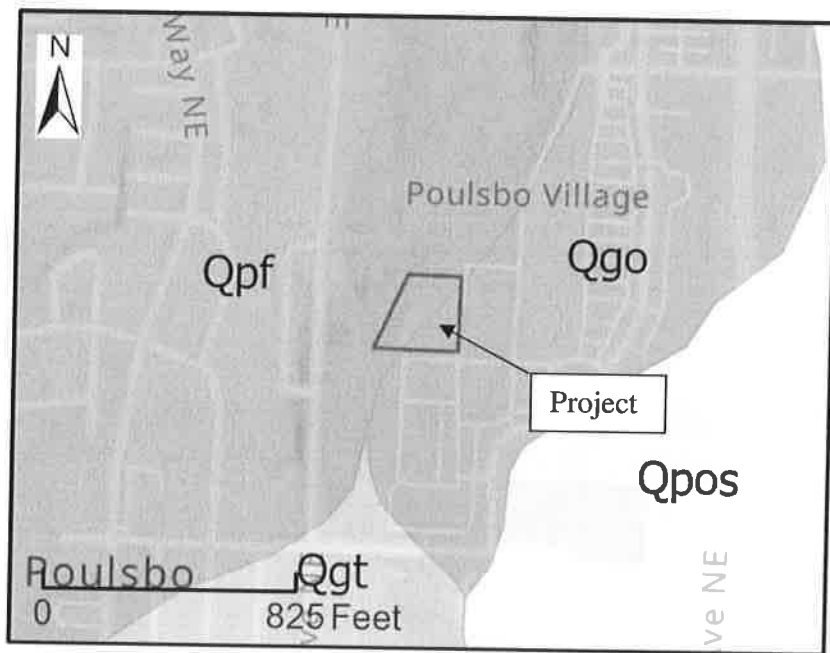 N
Way NE
E
Poulsbo Village
Qpf
Qgo
Project
Qpos
Poulsbo
Qgt
0
825 Feet
ve NE